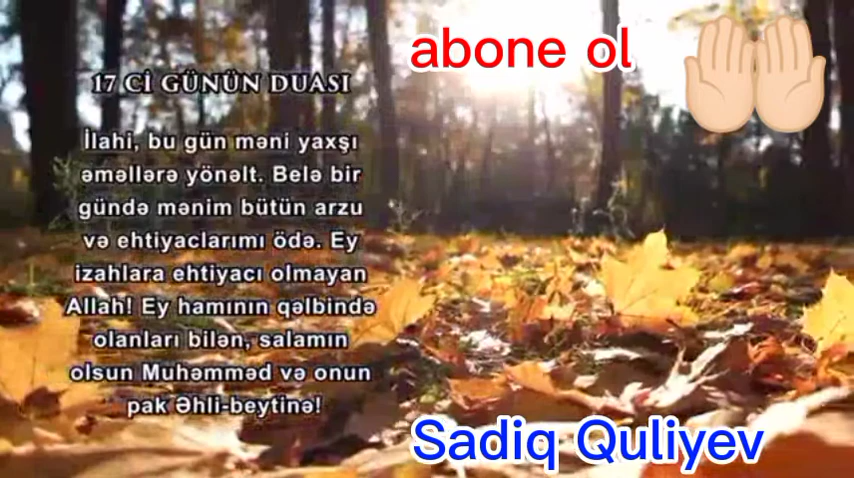 abone ol
17 Cİ GÜNÜN DUASI
İlahi, bu gün məni yaxşı
əməllərə yönəlt. Belə bir
gündə mənim bütün arzu
və ehtiyaclarımı ödə. Ey
izahlara ehtiyacı olmayan
Allah! Ey hamının qəlbində
olanları bilən, salamın
olsun Muhəmməd və onun
pak Əhli-beytinə!
Sadiq Quliyev